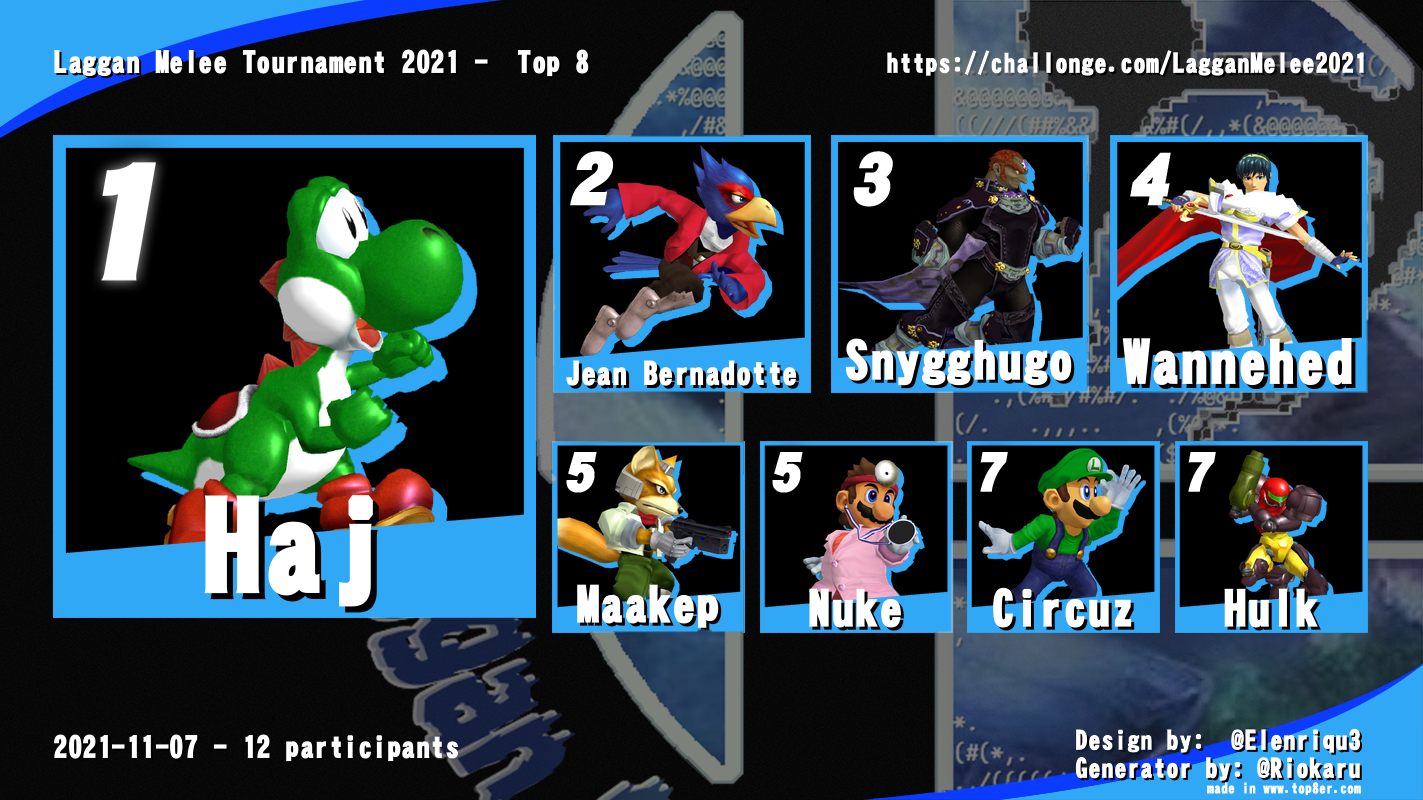 Laggan Melee Tournament 2021 - Top 8
https://challonge.com/LagganMelee2021
1
Haj
2
Jean Bernadotte
3
Snygghugo
4
Wannehed
5
Maakep
5
Nuke
7
Circuz
7
Hulk
2021-11-07 - 12 participants
Design by: @Elenriqu3
Generator by: @Riokaru
made in www.top8er.com